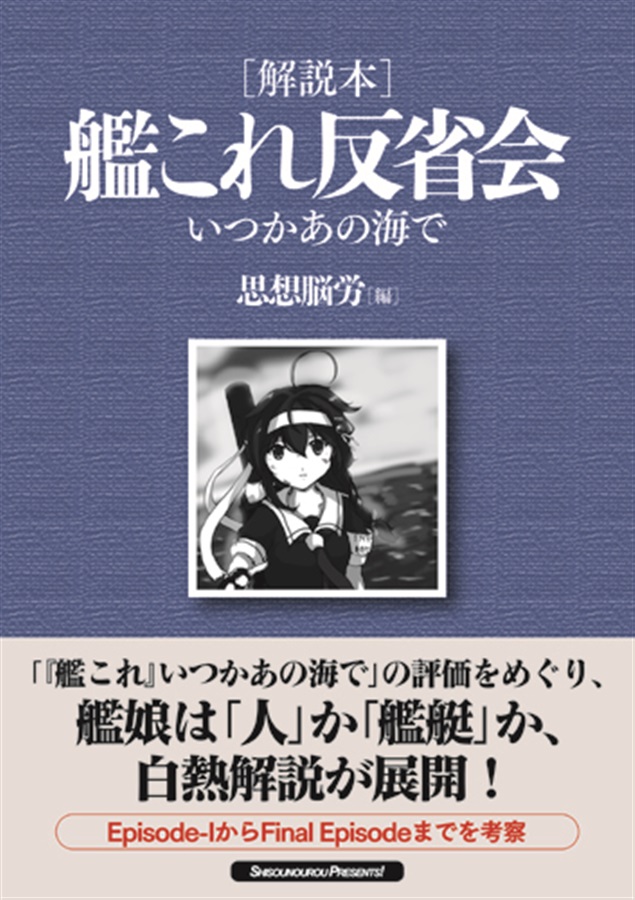 ［解説本］
艦これ反省会
いつかあの海で
思想脳労［編］
「『艦これ』いつかあの海で」の評価をめぐり、
艦娘は「人」か「艦艇」か、
白熱解説が展開！
Episode-IからFinal Episodeまでを考察
SHISOUNOUROU PRESENTS!